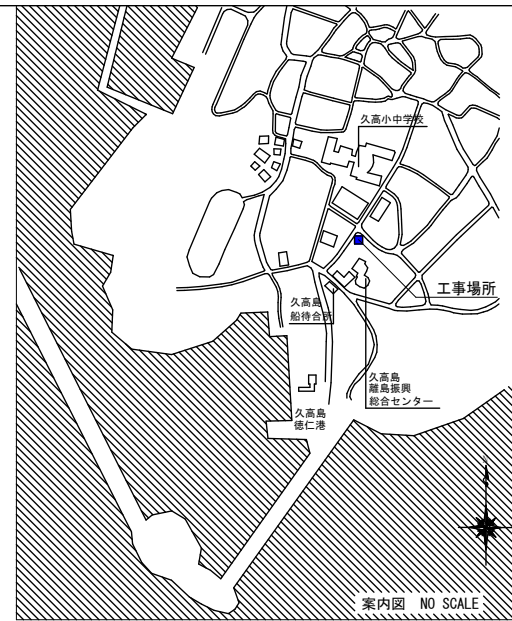 久高小中学校
工事場所
久高島
船待合所
久高島
離島振興
総合センター
久高島
徳仁港
案内図 NO SCALE